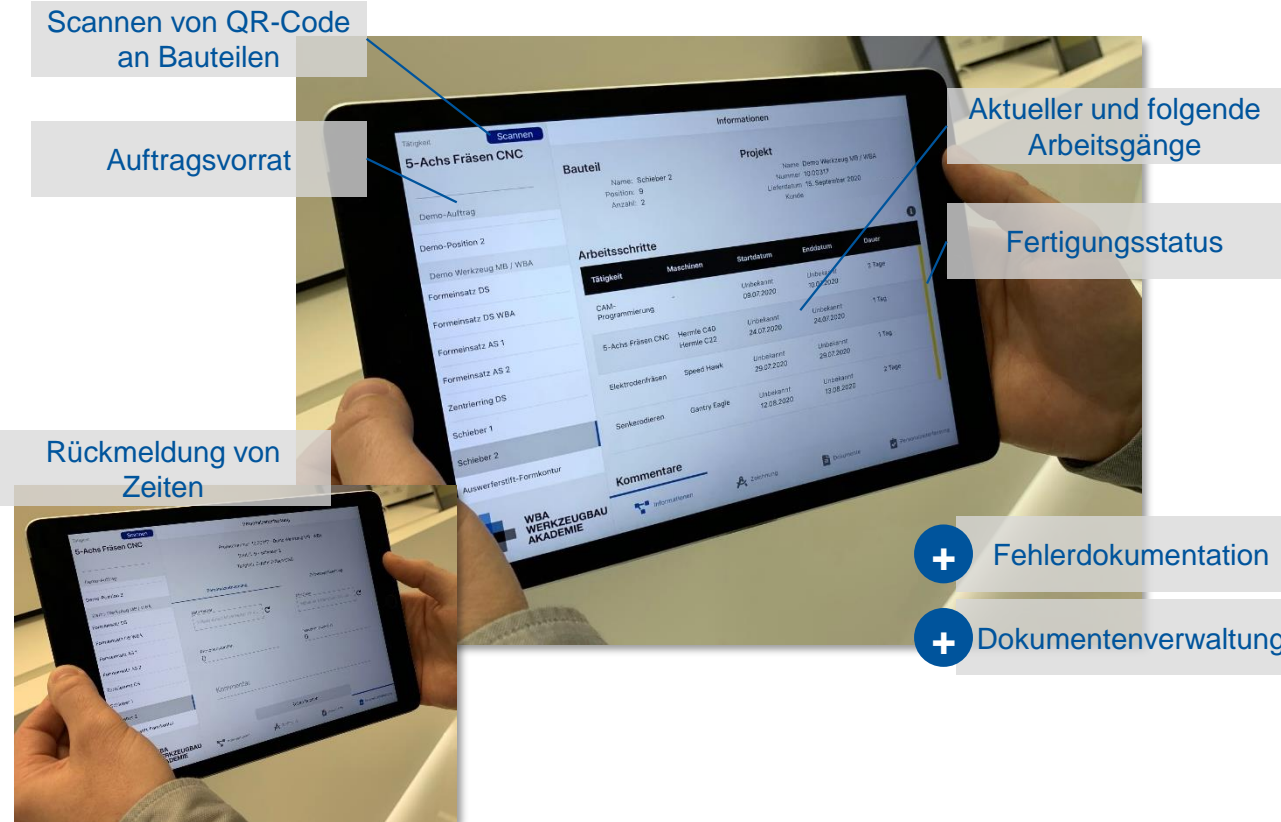 Scannen von QR-Code
an Bauteilen
Auftragsvorrat
Aktueller und folgende
Arbeitsgänge
Fertigungsstatus
Rückmeldung von
Zeiten
Fehlerdokumentation
Dokumentenverwaltung
Tätigkeit
Scannen
5-Achs Fräsen CNC
Demo-Auftrag
Demo-Position 2
Demo Werkzeug MB / WBA
Formeinsatz DS
Formeinsatz DS WBA
Formeinsatz AS 1
Formeinsatz AS 2
Zentrierring DS
Schieber 1
Schieber 2
Auswerferstift-Formkontur
WBA
WERKZEUGBAU
AKADEMIE
Informationen
Bauteil
Name: Schieber 2
Position: 9
Anzahl: 2
Projekt
Name Demo Werkzeug MB / WBA
Nummer 10.00317
Lieferdatum 15. September 2020
Kunde
Arbeitsschritte
Tätigkeit Maschinen Startdatum Enddatum Dauer
CAM-
Programmierung - Unbekannt
09.07.2020 Unbekannt
Tage
5-Achs Fräsen CNC Hermle C40
Hermle C22 Unbekannt
24.07.2020 Unbekannt
24.07.2020 1 Tag
Elektrodenfräsen Speed Hawk Unbekannt
29.07.2020 Unbekannt
29.07.2020 1 Tag
Senkerodieren Gantry Eagle Unbekannt
12.08.2020 Unbekannt
13.08.2020 2 Tage
Kommentare
Informationen
Zeichnung
Dokumente
Scannen
5-Achs Fräsen CNC
Kommentar